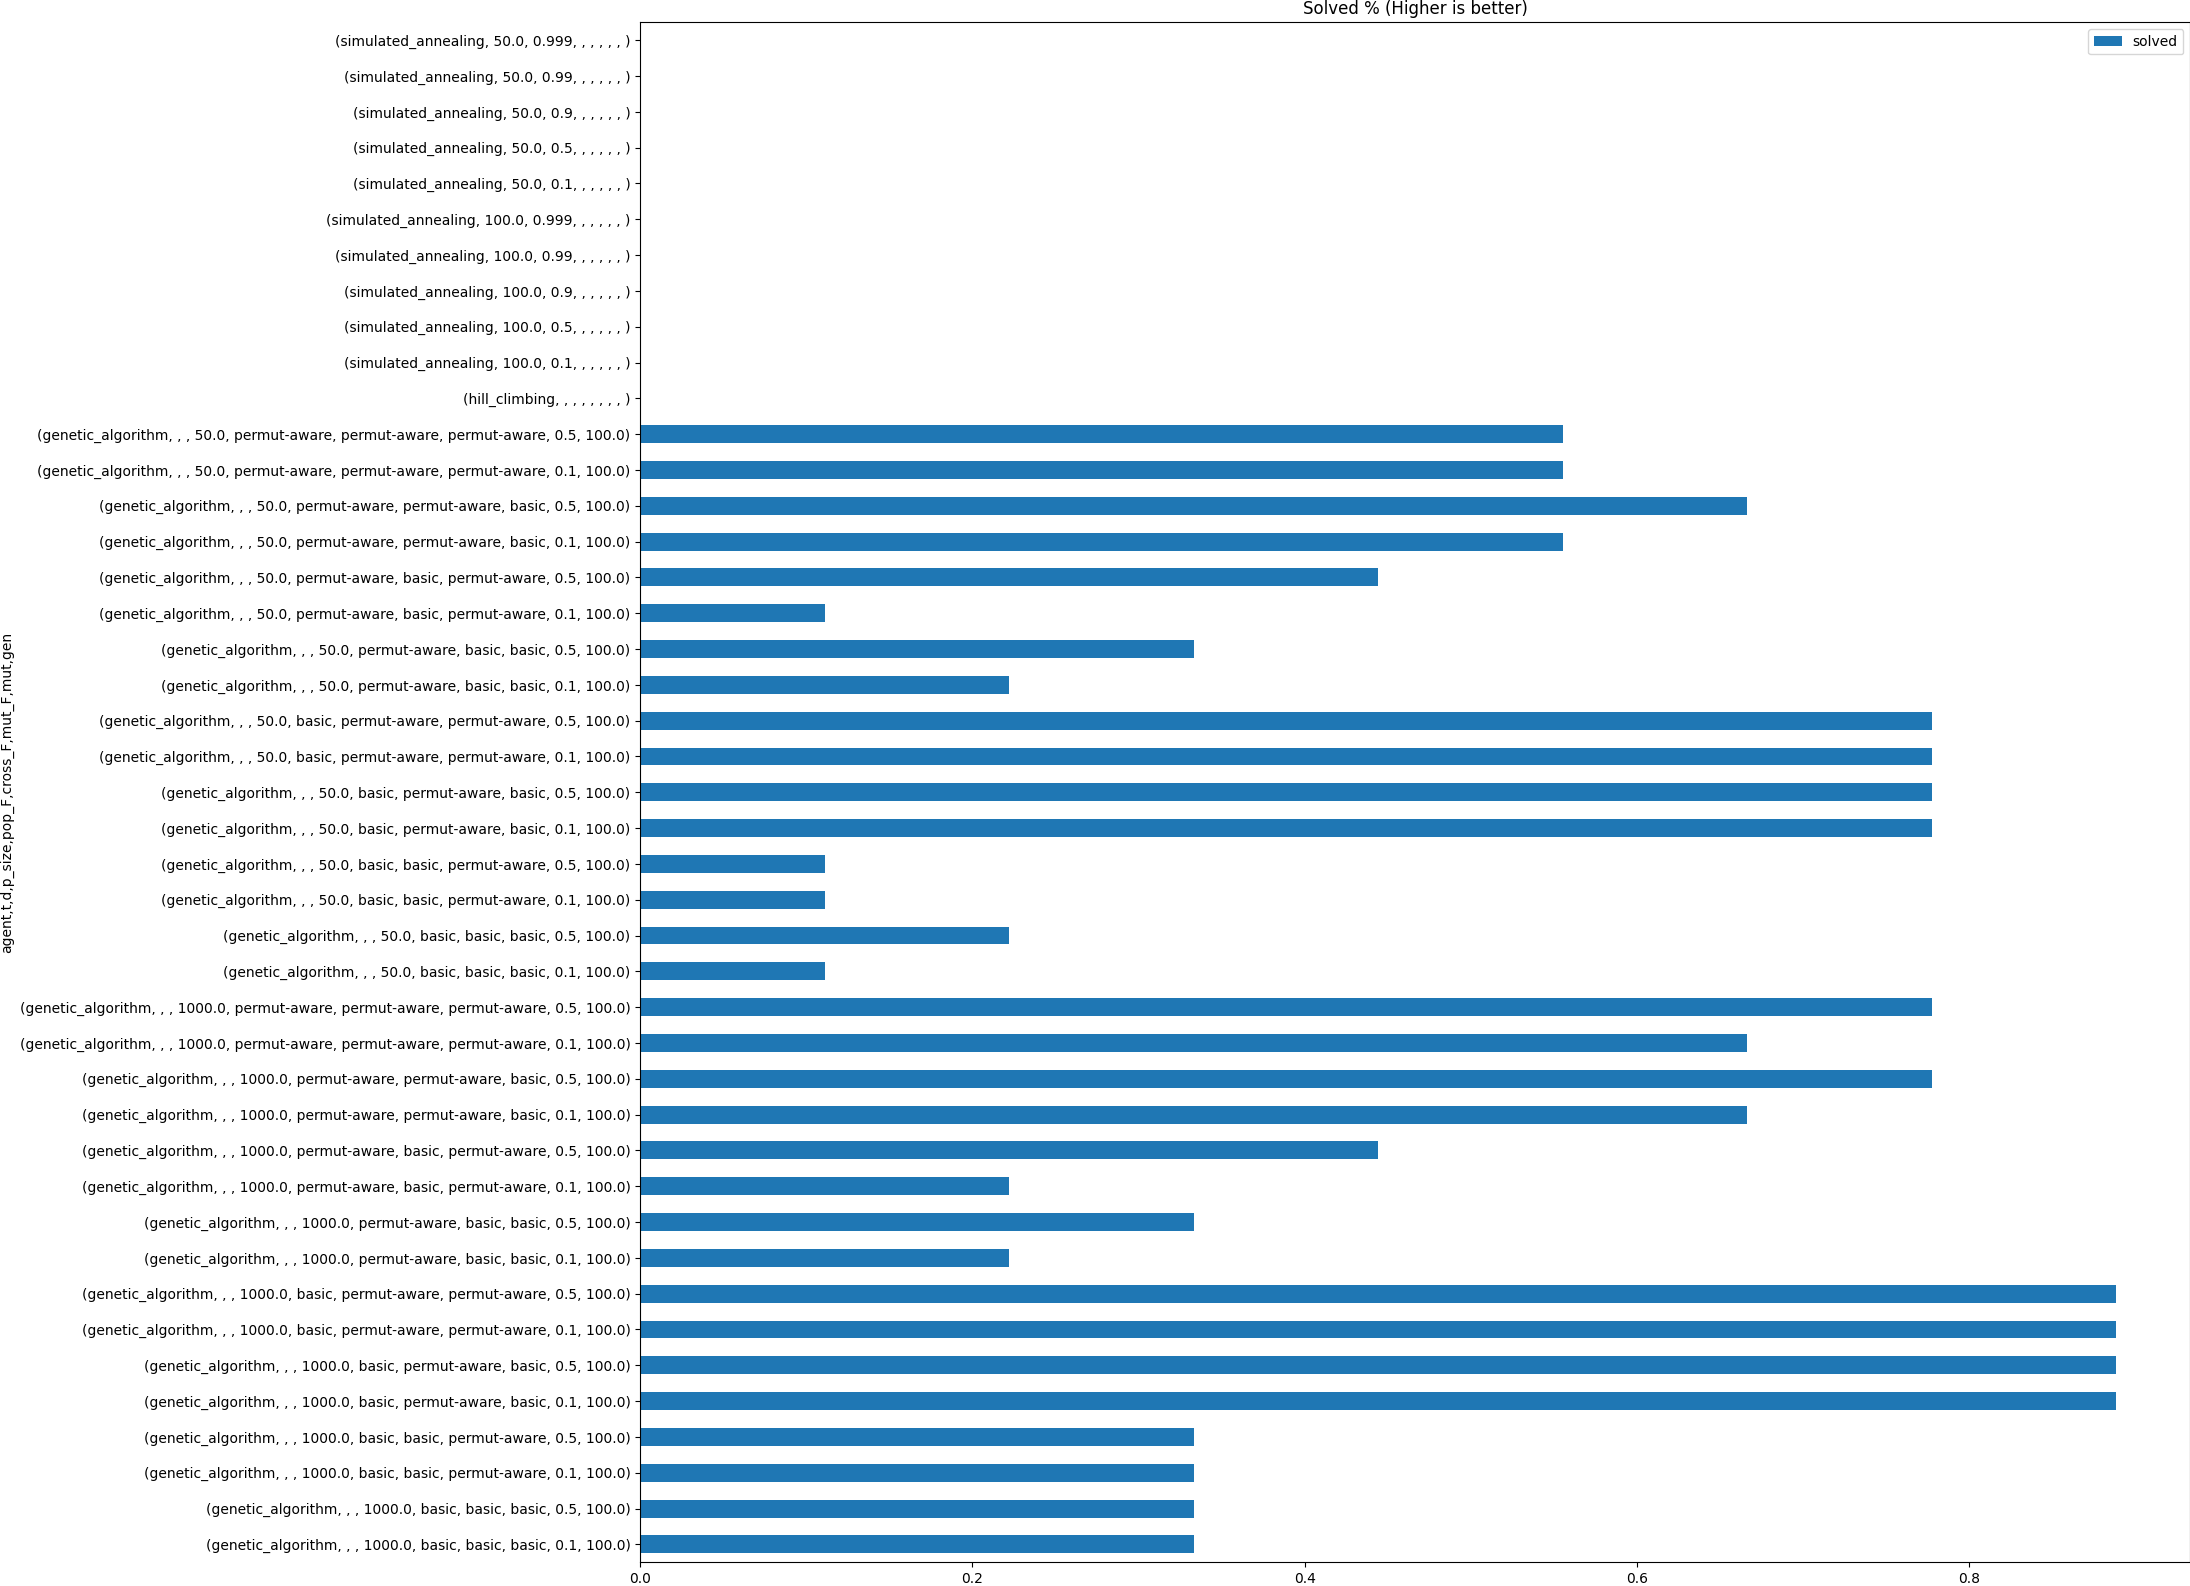 Solved % (Higher is better)
solved
(simulated_annealing, 50.0, 0.999, , , , , , )
(simulated_annealing, 50.0, 0.99, , , , , , )
(simulated_annealing, 50.0, 0.9, , , , , , )
(simulated_annealing, 50.0, 0.5, , , , , , )
(simulated_annealing, 50.0, 0.1, , , , , , )
(simulated_annealing, 100.0, 0.999, , , , , , )
(simulated_annealing, 100.0, 0.99, , , , , , )
(simulated_annealing, 100.0, 0.9, , , , , , )
(simulated_annealing, 100.0, 0.5, , , , , , )
(simulated_annealing, 100.0, 0.1, , , , , , )
(hill_climbing, , , , , , , , )
(genetic_algorithm, , , 50.0, permut-aware, permut-aware, permut-aware, 0.5, 100.0)
(genetic_algorithm, , , 50.0, permut-aware, permut-aware, permut-aware, 0.1, 100.0)
(genetic_algorithm, , , 50.0, permut-aware, permut-aware, basic, 0.5, 100.0)
(genetic_algorithm, , , 50.0, permut-aware, permut-aware, basic, 0.1, 100.0)
(genetic_algorithm, , , 50.0, permut-aware, basic, permut-aware, 0.5, 100.0)
(genetic_algorithm, , , 50.0, permut-aware, basic, permut-aware, 0.1, 100.0)
(genetic_algorithm, , , 50.0, permut-aware, basic, basic, 0.5, 100.0)
(genetic_algorithm, , , 50.0, permut-aware, basic, basic, 0.1, 100.0)
(genetic_algorithm, , , 50.0, basic, permut-aware, permut-aware, 0.5, 100.0)
(genetic_algorithm, , , 50.0, basic, permut-aware, permut-aware, 0.1, 100.0)
(genetic_algorithm, , , 50.0, basic, permut-aware, basic, 0.5, 100.0)
(genetic_algorithm, , , 50.0, basic, permut-aware, basic, 0.1, 100.0)
(genetic_algorithm, , , 50.0, basic, basic, permut-aware, 0.5, 100.0)
(genetic_algorithm, , , 50.0, basic, basic, permut-aware, 0.1, 100.0)
(genetic_algorithm, , , 50.0, basic, basic, basic, 0.5, 100.0)
(genetic_algorithm, , , 50.0, basic, basic, basic, 0.1, 100.0)
(genetic_algorithm, , , 1000.0, permut-aware, permut-aware, permut-aware, 0.5, 100.0)
(genetic_algorithm, , , 1000.0, permut-aware, permut-aware, permut-aware, 0.1, 100.0)
(genetic_algorithm, , , 1000.0, permut-aware, permut-aware, basic, 0.5, 100.0)
(genetic_algorithm, , , 1000.0, permut-aware, permut-aware, basic, 0.1, 100.0)
(genetic_algorithm, , , 1000.0, permut-aware, basic, permut-aware, 0.5, 100.0)
(genetic_algorithm, , , 1000.0, permut-aware, basic, permut-aware, 0.1, 100.0)
(genetic_algorithm, , , 1000.0, permut-aware, basic, basic, 0.5, 100.0)
(genetic_algorithm, , , 1000.0, permut-aware, basic, basic, 0.1, 100.0)
(genetic_algorithm, , , 1000.0, basic, permut-aware, permut-aware, 0.5, 100.0)
(genetic_algorithm, , , 1000.0, basic, permut-aware, permut-aware, 0.1, 100.0)
(genetic_algorithm, , , 1000.0, basic, permut-aware, basic, 0.5, 100.0)
(genetic_algorithm, , , 1000.0, basic, permut-aware, basic, 0.1, 100.0)
(genetic_algorithm, , , 1000.0, basic, basic, permut-aware, 0.5, 100.0)
(genetic_algorithm, , , 1000.0, basic, basic, permut-aware, 0.1, 100.0)
(genetic_algorithm, , , 1000.0, basic, basic, basic, 0.5, 100.0)
(genetic_algorithm, , , 1000.0, basic, basic, basic, 0.1, 100.0)
agent,t,d,p_size,pop_F,cross_F,mut_F,mut,gen
0.0 0.2 0.4 0.6 0.8